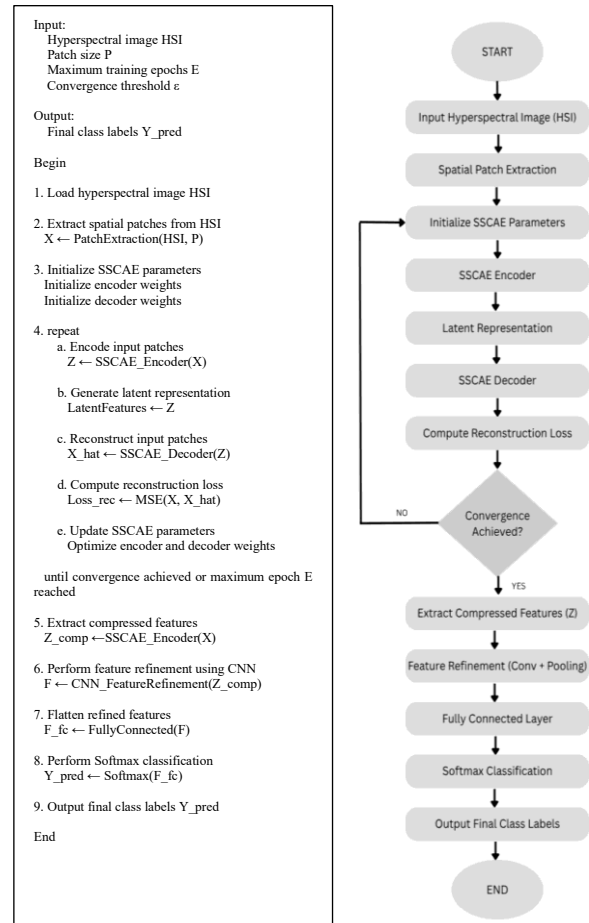 Input:
Hyperspectral image HSI
Patch size P
Maximum training epochs E
Convergence threshold ε
Output:
Final class labels Y_pred
Begin
1. Load hyperspectral image HSI
2. Extract spatial patches from HSI
X ← PatchExtraction(HSI, P)
3. Initialize SSCAE parameters
Initialize encoder weights
Initialize decoder weights
4. repeat
a. Encode input patches
Z ← SSCAE_Encoder(X)
b. Generate latent representation
LatentFeatures ← Z
c. Reconstruct input patches
X_hat ← SSCAE_Decoder(Z)
d. Compute reconstruction loss
Loss_rec ← MSE(X, X_hat)
e. Update SSCAE parameters
Optimize encoder and decoder weights
until convergence achieved or maximum epoch E
reached
5. Extract compressed features
Z_comp ←SSCAE_Encoder(X)
6. Perform feature refinement using CNN
F ← CNN_FeatureRefinement(Z_comp)
7. Flatten refined features
F_fc ← FullyConnected(F)
8. Perform Softmax classification
Y_pred ← Softmax(F_fc)
9. Output final class labels Y_pred
End
START
Input Hyperspectral Image (HSI)
Spatial Patch Extraction
Initialize SSCAE Parameters
SSCAE Encoder
Latent Representation
SSCAE Decoder
Compute Reconstruction Loss
NO
Convergence
Achieved?
YES
Extract Compressed Features (Z)
Feature Refinement (Conv + Pooling)
Fully Connected Layer
Softmax Classification
Output Final Class Labels
END